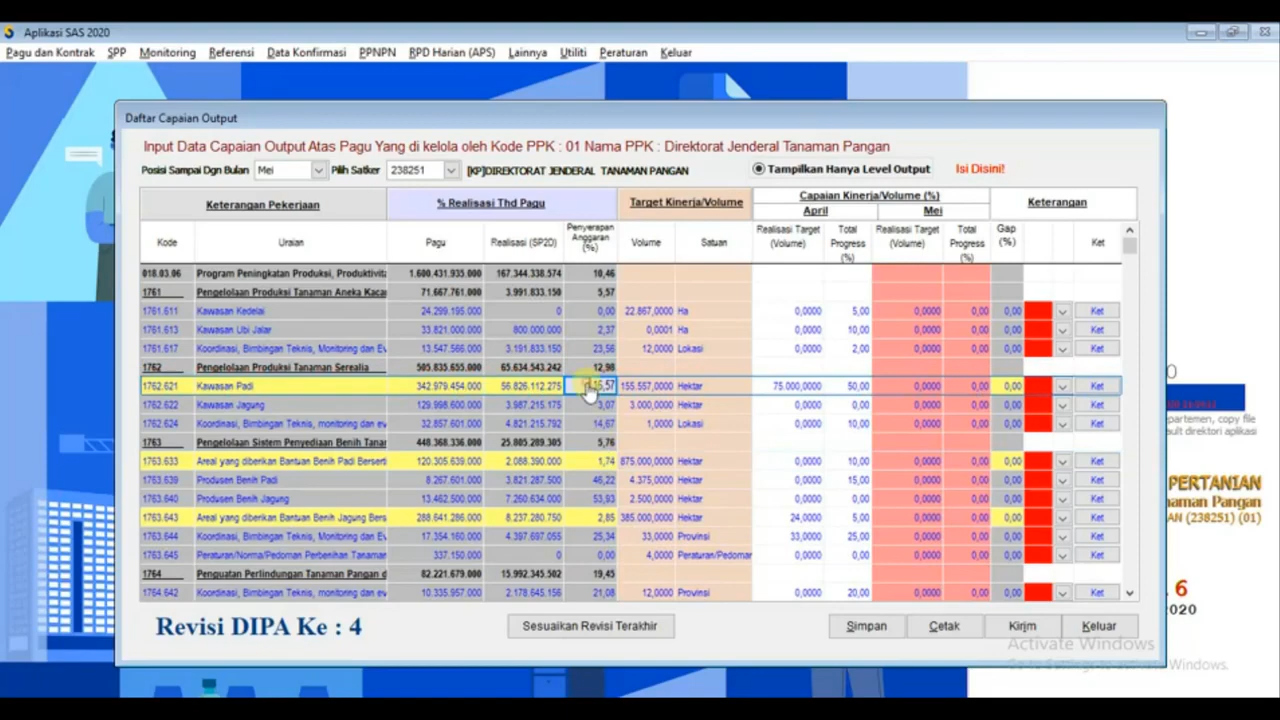 Aplikasi SAS 2020
Pagu dan Kontrak SPP Monitoring Referensi Data Konfirmasi PPNPN RPD Harian (APS) Lainnya Utiliti Peraturan Keluar
Daftar Capaian Output
Input Data Capaian Output Atas Pagu Yang di kelola oleh Kode PPK : 01 Nama PPK : Direktorat Jenderal Tanaman Pangan
Posisi Sampai Dgn Bulan Mei Pilih Satker 238251 [KP]DIREKTORAT JENDERAL TANAMAN PANGAN Tampilkan Hanya Level Output Isi Disini!
Keterangan Pekerjaan % Realisasi Thd Pagu Target Kinerja/Volume Capaian Kinerja/Volume (%) Keterangan
April Mei
Kode Uraian Pagu Realisasi (SP2D) Penyerapan Anggaran (%) Volume Satuan Realisasi Target (Volume) Total Progress (%) Realisasi Target (Volume) Total Progress (%) Gap (%) Ket
018.03.06 Program Peningkatan Produksi, Produktivita 1.600.431.935.000 167.344.338.574 10,46
1761 Pengelolaan Produksi Tanaman Aneka Kacar 71.667.761.000 3.991.833.150 5,57
1761.611 Kawasan Kedelai 24.299.195.000 0 0,00 22.867,0000 Ha 0,0000 5,00 0,0000 0,00 0,00 Ket
1761.613 Kawasan Ubi Jalar 33.821.000.000 800.000.000 2,37 0,0001 Ha 0,0000 10,00 0,0000 0,00 0,00 Ket
1761.617 Koordinasi, Bimbingan Teknis, Monitoring dan Ev 13.547.566.000 3.191.833.150 23,56 12,0000 Lokasi 0,0000 2,00 0,0000 0,00 0,00 Ket
1762 Pengelolaan Produksi Tanaman Serealia 505.835.655.000 65.634.543.242 12,98
1762.621 Kawasan Padi 342.979.454.000 56.826.112.275 155.557,0000 Hektar 75.000,0000 50,00 0,0000 0,00 0,00 Ket
1762.622 Kawasan Jagung 129.998.600.000 3.987.215.175 3,07 3.000,0000 Hektar 0,0000 0,00 0,0000 0,00 0,00 Ket
1762.624 Koordinasi, Bimbingan Teknis, Monitoring dan Ev 32.857.601.000 4.821.215.792 14,67 1,0000 Lokasi 0,0000 10,00 0,0000 0,00 0,00 Ket
1763 Pengelolaan Sistem Penyediaan Benih Tanar 448.368.336.000 25.805.289.305 5,76
1763.633 Areal yang diberikan Bantuan Benih Padi Berserti 120.305.639.000 2.088.390.000 1,74 875.000,0000 Hektar 0,0000 10,00 0,0000 0,00 0,00 Ket
1763.639 Produsen Benih Padi 8.267.601.000 3.821.287.500 46,22 4.375,0000 Hektar 0,0000 15,00 0,0000 0,00 0,00 Ket
1763.640 Produsen Benih Jagung 13.462.500.000 7.260.634.000 53,93 2.500,0000 Hektar 0,0000 0,00 0,0000 0,00 0,00 Ket
1763.643 Areal yang diberikan Bantuan Benih Jagung Bers 288.641.286.000 8.237.280.750 2,85 385.000,0000 Hektar 24,0000 5,00 0,0000 0,00 0,00 Ket
1763.644 Koordinasi, Bimbingan Teknis, Monitoring dan Ev 17.354.160.000 4.397.697.055 25,34 33,0000 Provinsi 33,0000 25,00 0,0000 0,00 0,00 Ket
1763.645 Peraturan/Norma/Pedoman Perbenihan Tanaman 337.150.000 0 0,00 4,0000 Peraturan/Pedomar 0,0000 0,00 0,0000 0,00 0,00 Ket
1764 Penguatan Perlindungan Tanaman Pangan d 82.221.679.000 15.992.345.502 19,45
1764.642 Koordinasi, Bimbingan Teknis, monitoring dan ev 10.335.957.000 2.178.645.156 21,08 12,0000 Provinsi 0,0000 20,00 0,0000 0,00 0,00 Ket
Revisi DIPA Ke : 4 Sesuaikan Revisi Terakhir Simpan Cetak Kirim Keluar
Activate Windows
Go to Settings to activate Windows.
0
epartemen, copy file
ault direktori aplikasi
PERTANIAN
naman Pangan
AN (238251) (01)
. 6
2020